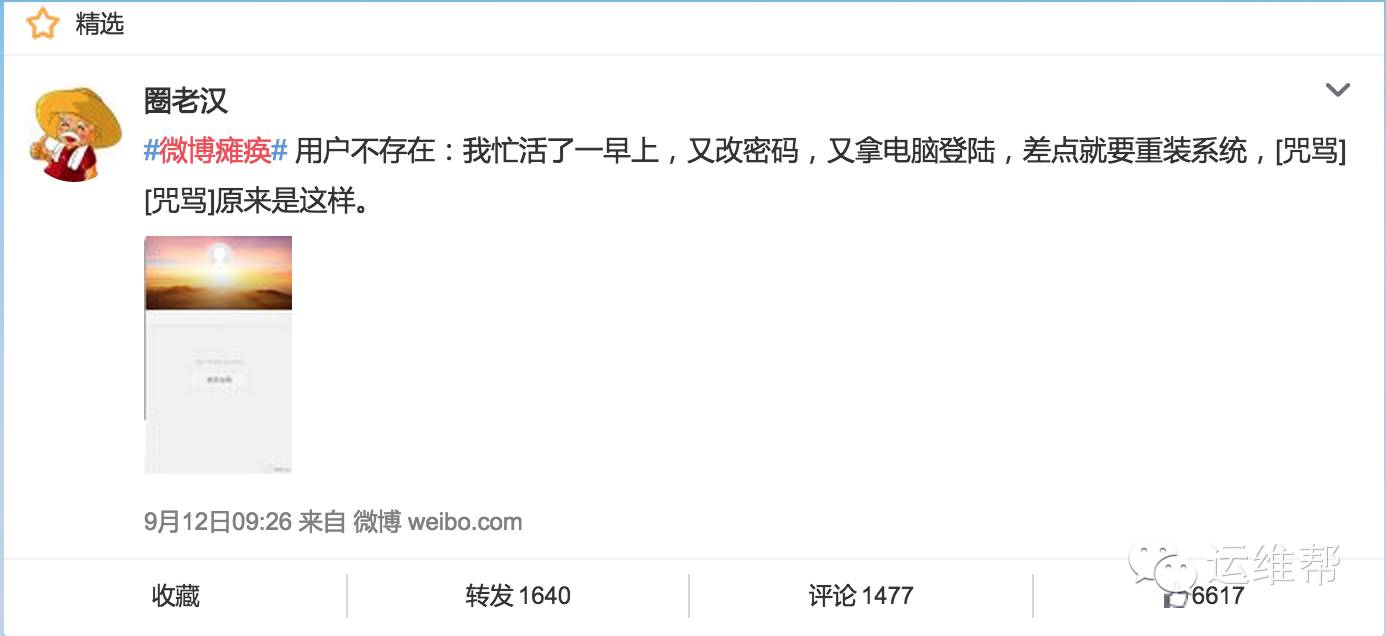 精选
圈老汉
#微博瘫痪# 用户不存在：我忙活了一早上，又改密码，又拿电脑登陆，差点就要重装系统，[咒骂]
[咒骂]原来是这样。
9月12日09:26 来自 微博 weibo.com
运维帮
收藏 转发 1640 评论 1477 6617